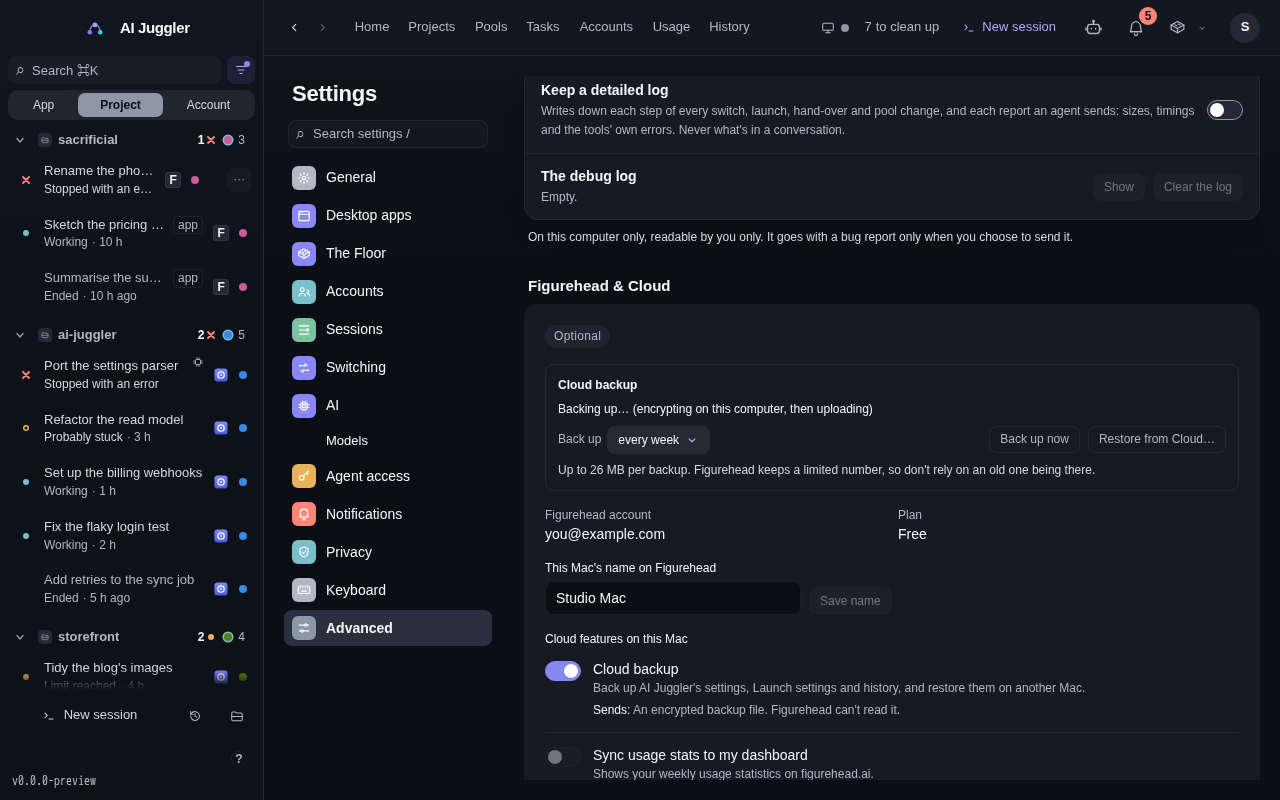 AI Juggler
Search ⌘K
App Project Account
sacrificial 1 3
Rename the pho…
Stopped with an e…
F
Sketch the pricing … app
Working · 10 h
F
Summarise the su… app
Ended · 10 h ago
F
ai-juggler 2 5
Port the settings parser
Stopped with an error
Refactor the read model
Probably stuck · 3 h
Set up the billing webhooks
Working · 1 h
Fix the flaky login test
Working · 2 h
Add retries to the sync job
Ended · 5 h ago
storefront 2 4
Tidy the blog's images
Limit reached · 4 h
New session
?
v0.0.0-preview
Home Projects Pools Tasks Accounts Usage History
7 to clean up
New session
5
S
Settings
Search settings /
General
Desktop apps
The Floor
Accounts
Sessions
Switching
AI
Models
Agent access
Notifications
Privacy
Keyboard
Advanced
Keep a detailed log
Writes down each step of every switch, launch, hand-over and pool change, and each report an agent sends: sizes, timings
and the tools' own errors. Never what's in a conversation.
The debug log
Empty.
Show Clear the log
On this computer only, readable by you only. It goes with a bug report only when you choose to send it.
Figurehead & Cloud
Optional
Cloud backup
Backing up… (encrypting on this computer, then uploading)
Back up every week Back up now Restore from Cloud…
Up to 26 MB per backup. Figurehead keeps a limited number, so don't rely on an old one being there.
Figurehead account Plan
you@example.com Free
This Mac's name on Figurehead
Studio Mac Save name
Cloud features on this Mac
Cloud backup
Back up AI Juggler's settings, Launch settings and history, and restore them on another Mac.
Sends: An encrypted backup file. Figurehead can't read it.
Sync usage stats to my dashboard
Shows your weekly usage statistics on figurehead.ai.